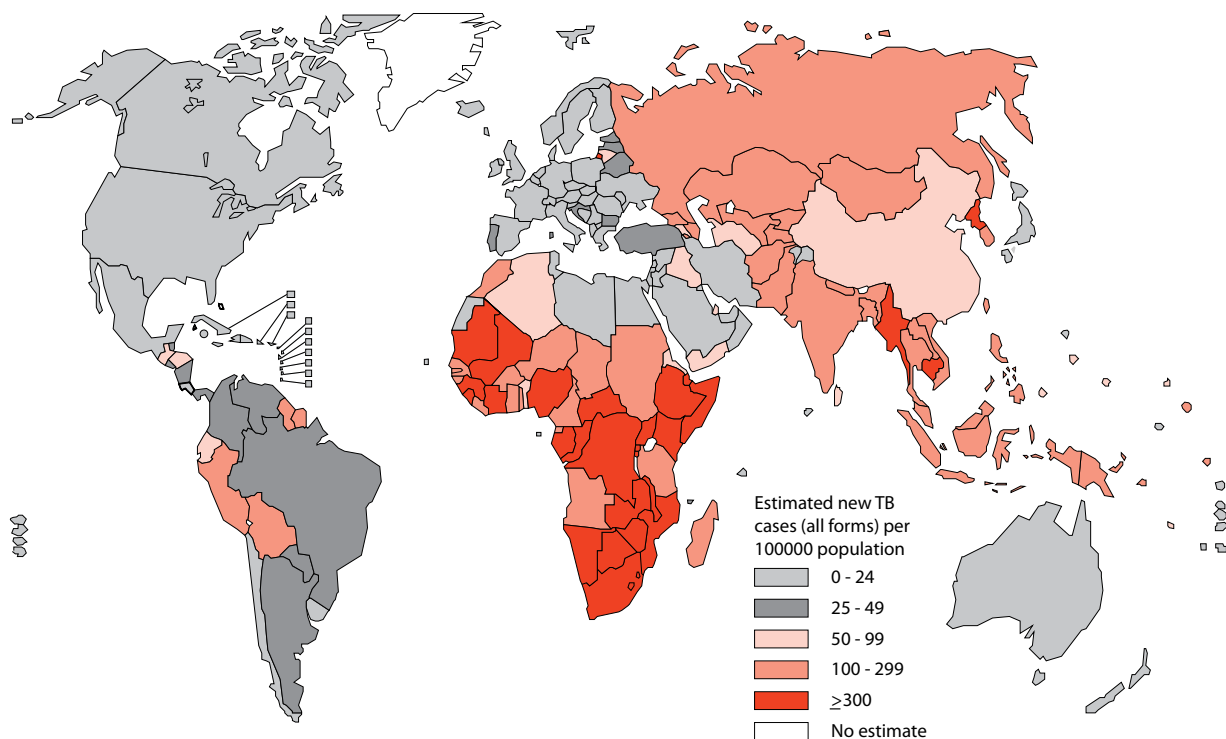 Estimated new TB
cases (all forms) per
100000 population
0 - 24
25 - 49
50 - 99
100 - 299
≥300
No estimate